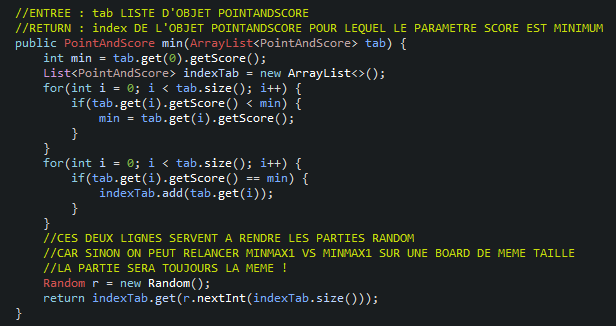 //ENTREE : tab LISTE D'OBJET POINTANDSCORE
//RETURN : index DE L'OBJET POINTANDSCORE POUR LEQUEL LE PARAMETRE SCORE EST MINIMUM
public PointAndScore min(ArrayList<PointAndScore> tab) {
    int min = tab.get(0).getScore();
    List<PointAndScore> indexTab = new ArrayList<>();
    for(int i = 0; i < tab.size(); i++) {
        if(tab.get(i).getScore() < min) {
            min = tab.get(i).getScore();
        }
    }
    for(int i = 0; i < tab.size(); i++) {
        if(tab.get(i).getScore() == min) {
            indexTab.add(tab.get(i));
        }
    }
    //CES DEUX LIGNES SERVENT A RENDRE LES PARTIES RANDOM
    //CAR SINON ON PEUT RELANCER MINMAX1 VS MINMAX1 SUR UNE BOARD DE MEME TAILLE
    //LA PARTIE SERA TOUJOURS LA MEME !
    Random r = new Random();
    return indexTab.get(r.nextInt(indexTab.size()));
}